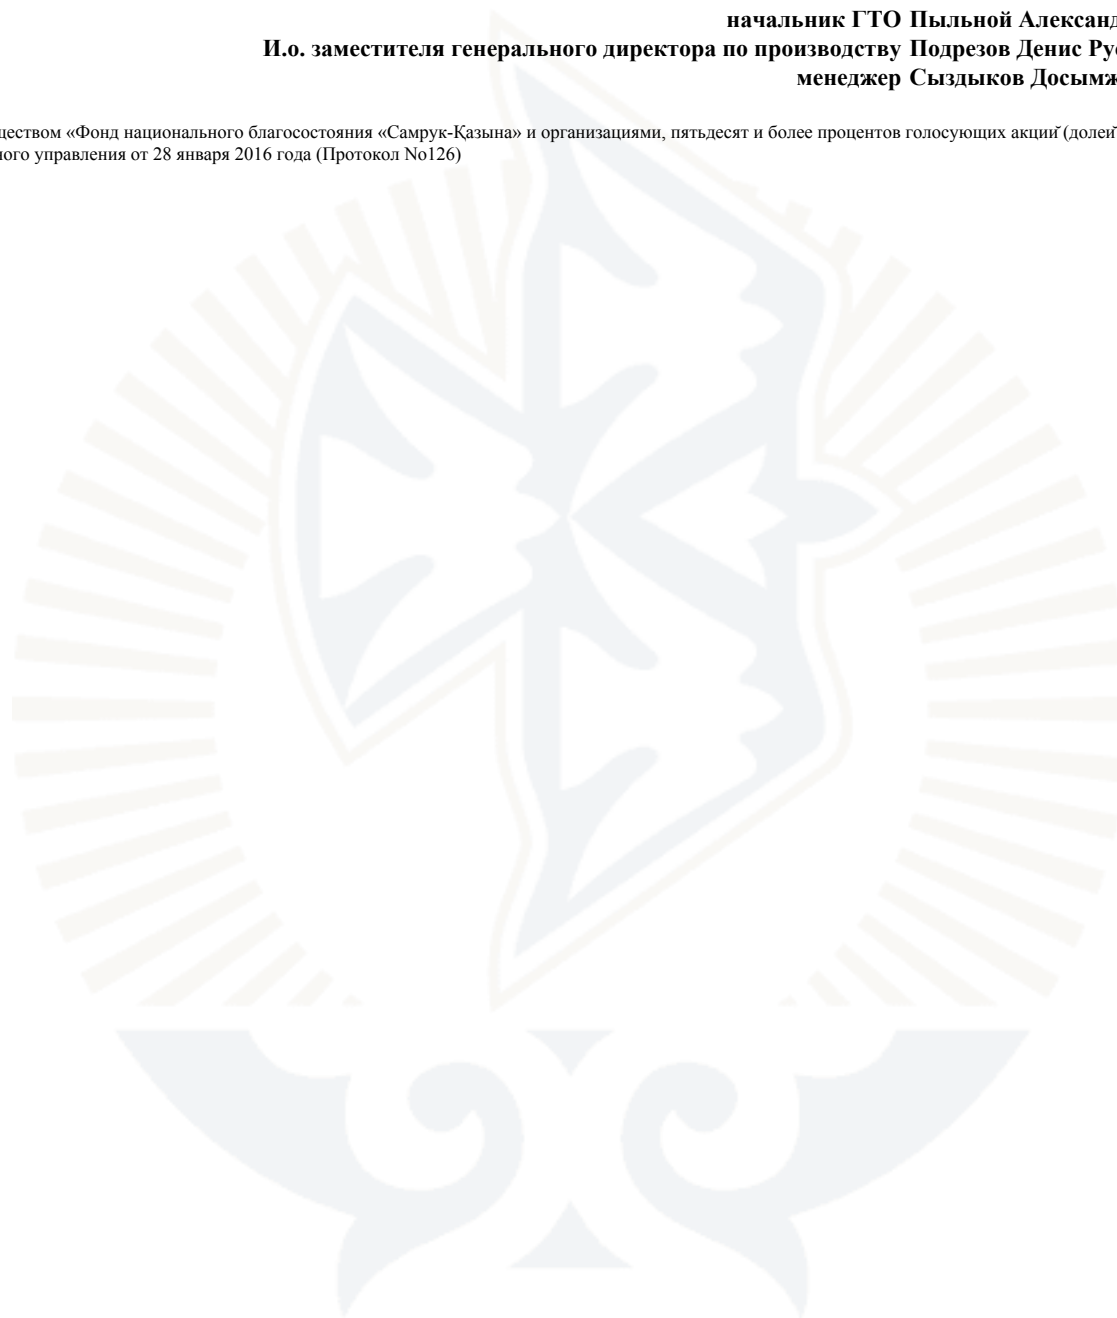 начальник ГТО Пыльной Александ
И.о. заместителя генерального директора по производству Подрезов Денис Ру
менеджер Сыздыков Досымж
ществом «Фонд национального благосостояния «Самрук-Қазына» и организациями, пятьдесят и более процентов голосующих акций (долей
ного управления от 28 января 2016 года (Протокол No126)